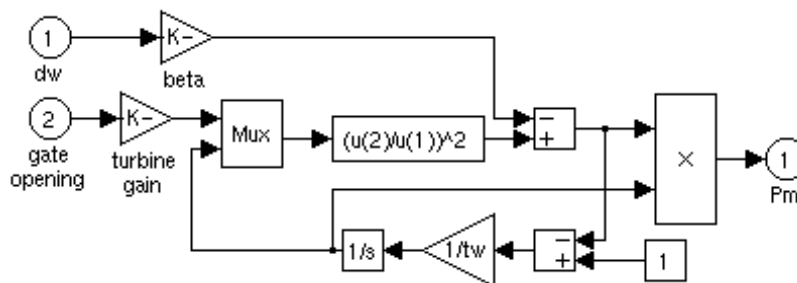 1
dw
K-
beta
2
gate
opening
K-
turbine
gain
Mux
(u(2)/u(1))^2
−
+
×
1
Pm
1/s
1/tw
−
+
1